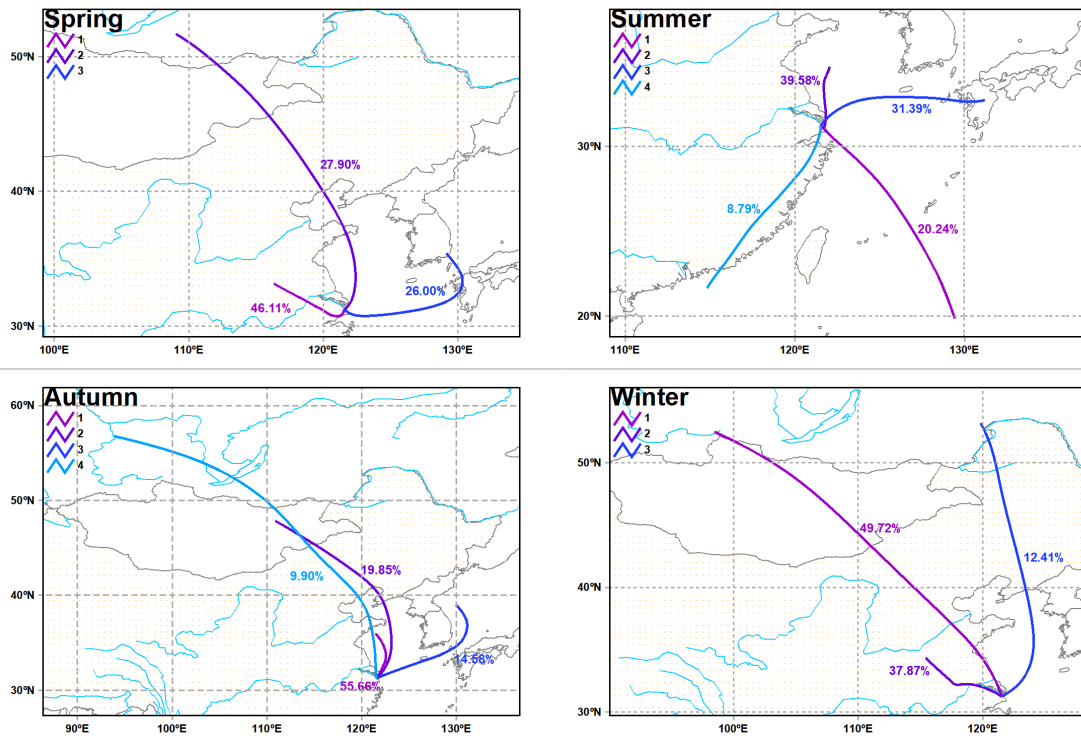 Spring
1
2
3
50°N
40°N
30°N
100°E
110°E
120°E
130°E
27.90%
26.00%
46.11%
Summer
1
2
3
4
30°N
20°N
110°E
120°E
130°E
39.58%
31.39%
8.79%
20.24%
Autumn
1
2
3
4
60°N
50°N
40°N
30°N
90°E
100°E
110°E
120°E
130°E
19.85%
9.90%
14.58%
55.66%
Winter
1
2
3
50°N
40°N
30°N
100°E
110°E
120°E
49.72%
12.41%
37.87%